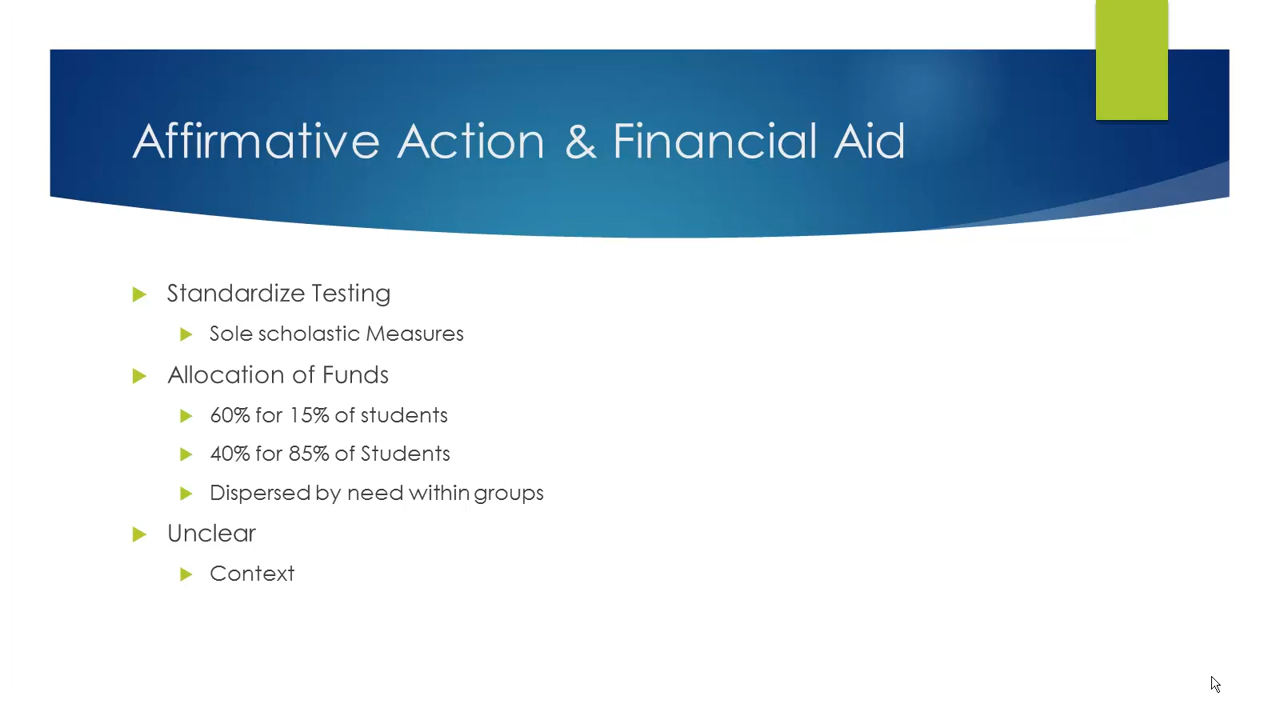 Affirmative Action & Financial Aid
Standardize Testing
Sole scholastic Measures
Allocation of Funds
60% for 15% of students
40% for 85% of Students
Dispersed by need within groups
Unclear
Context